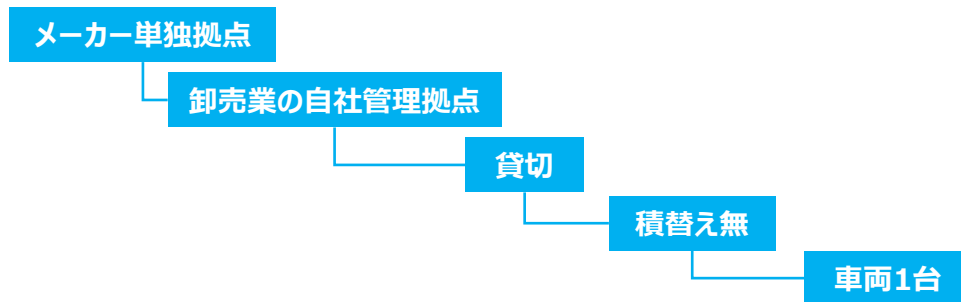 メーカー単独拠点
卸売業の自社管理拠点
貸切
積替え無
車両1台